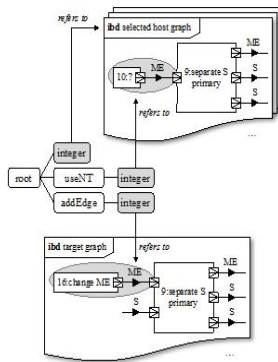 refers to
ibd selected host graph
ME
10:?
9:separate S
primary
S
S
refers to
...
integer
root
useNT
integer
addEdge
integer
refers to
ibd target graph
ME
ME
16:change ME
9:separate S
primary
S
S
S
...